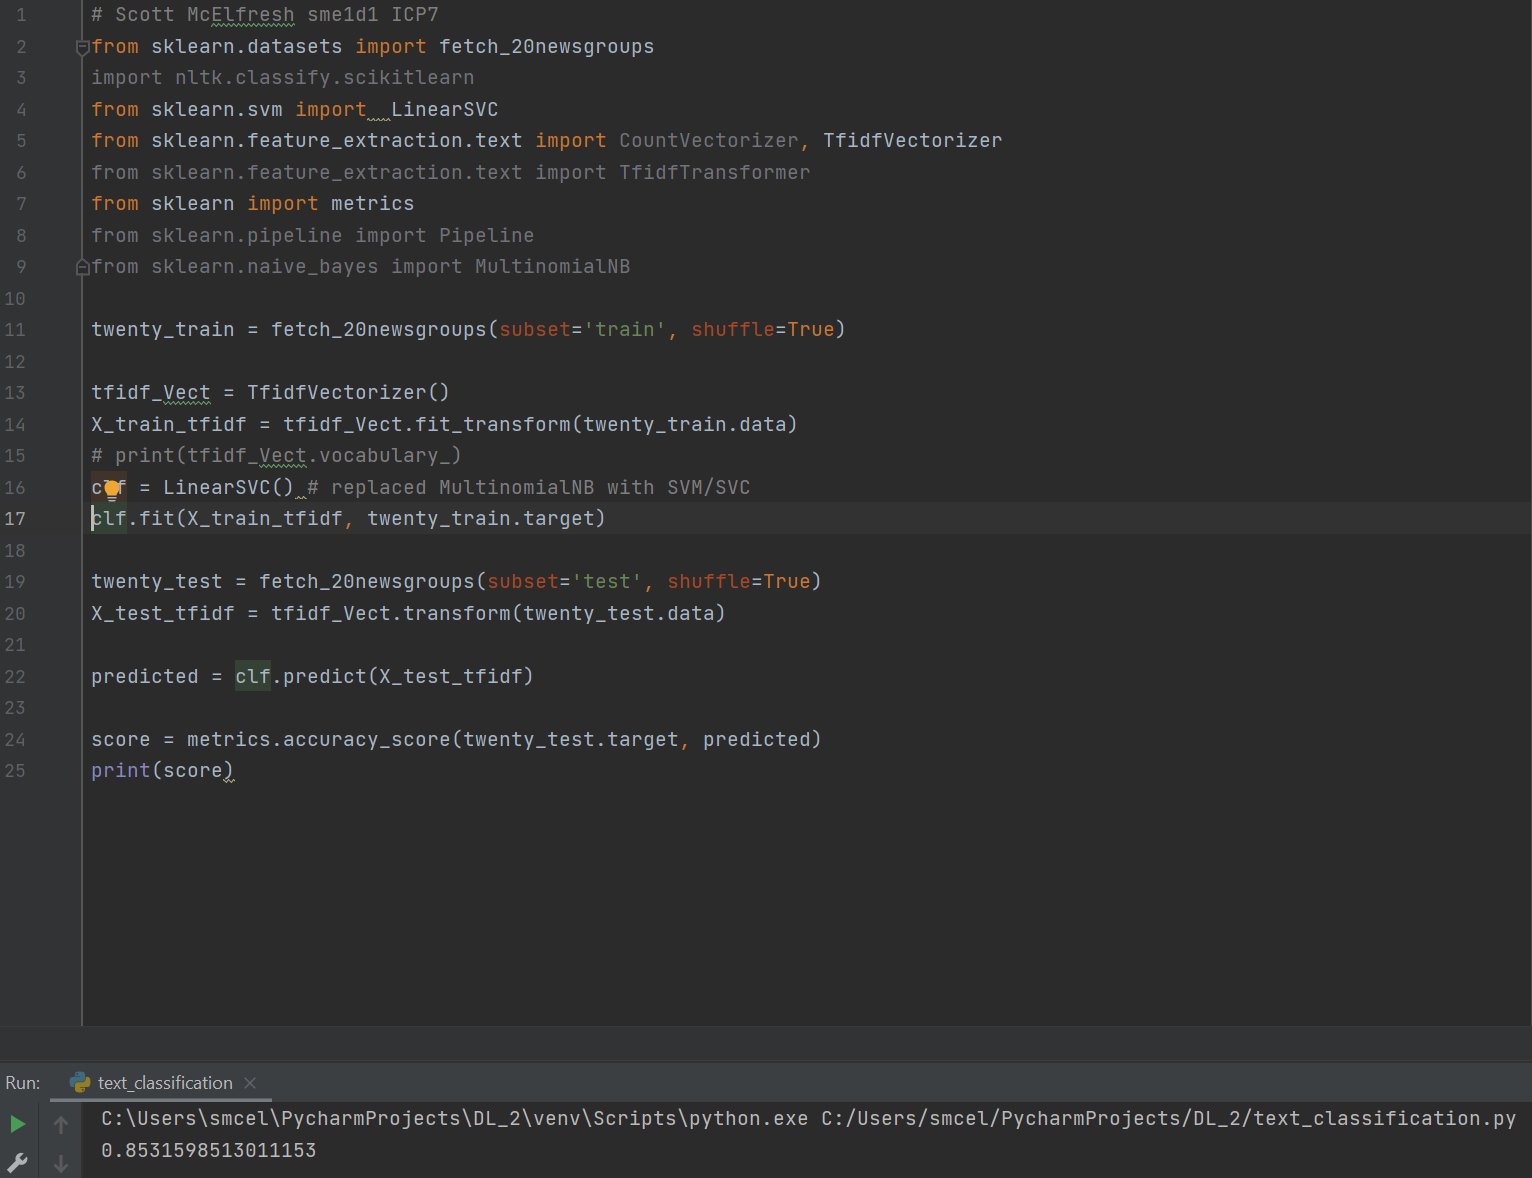 1 # Scott McElfresh sme1d1 ICP7
2 from sklearn.datasets import fetch_20newsgroups
3 import nltk.classify.scikitlearn
4 from sklearn.svm import  LinearSVC
5 from sklearn.feature_extraction.text import CountVectorizer, TfidfVectorizer
6 from sklearn.feature_extraction.text import TfidfTransformer
7 from sklearn import metrics
8 from sklearn.pipeline import Pipeline
9 from sklearn.naive_bayes import MultinomialNB
10
11 twenty_train = fetch_20newsgroups(subset='train', shuffle=True)
12
13 tfidf_Vect = TfidfVectorizer()
14 X_train_tfidf = tfidf_Vect.fit_transform(twenty_train.data)
15 # print(tfidf_Vect.vocabulary_)
16 clf = LinearSVC() # replaced MultinomialNB with SVM/SVC
17 clf.fit(X_train_tfidf, twenty_train.target)
18
19 twenty_test = fetch_20newsgroups(subset='test', shuffle=True)
20 X_test_tfidf = tfidf_Vect.transform(twenty_test.data)
21
22 predicted = clf.predict(X_test_tfidf)
23
24 score = metrics.accuracy_score(twenty_test.target, predicted)
25 print(score)
Run: text_classification
C:\Users\smcel\PycharmProjects\DL_2\venv\Scripts\python.exe C:/Users/smcel/PycharmProjects/DL_2/text_classification.py
0.8531598513011153